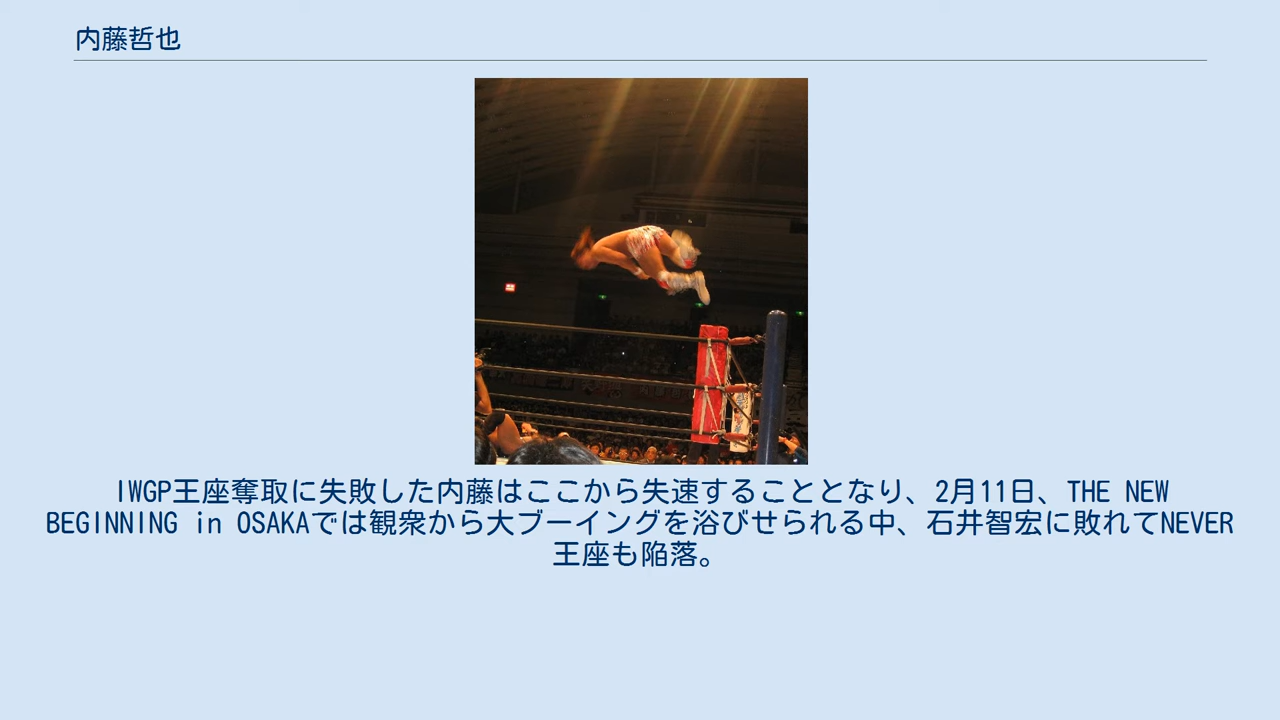 内藤哲也
IWGP王座奪取に失敗した内藤はここから失速することとなり、2月11日、THE NEW
BEGINNING in OSAKAでは観衆から大ブーイングを浴びせられる中、石井智宏に敗れてNEVER
王座も陥落。